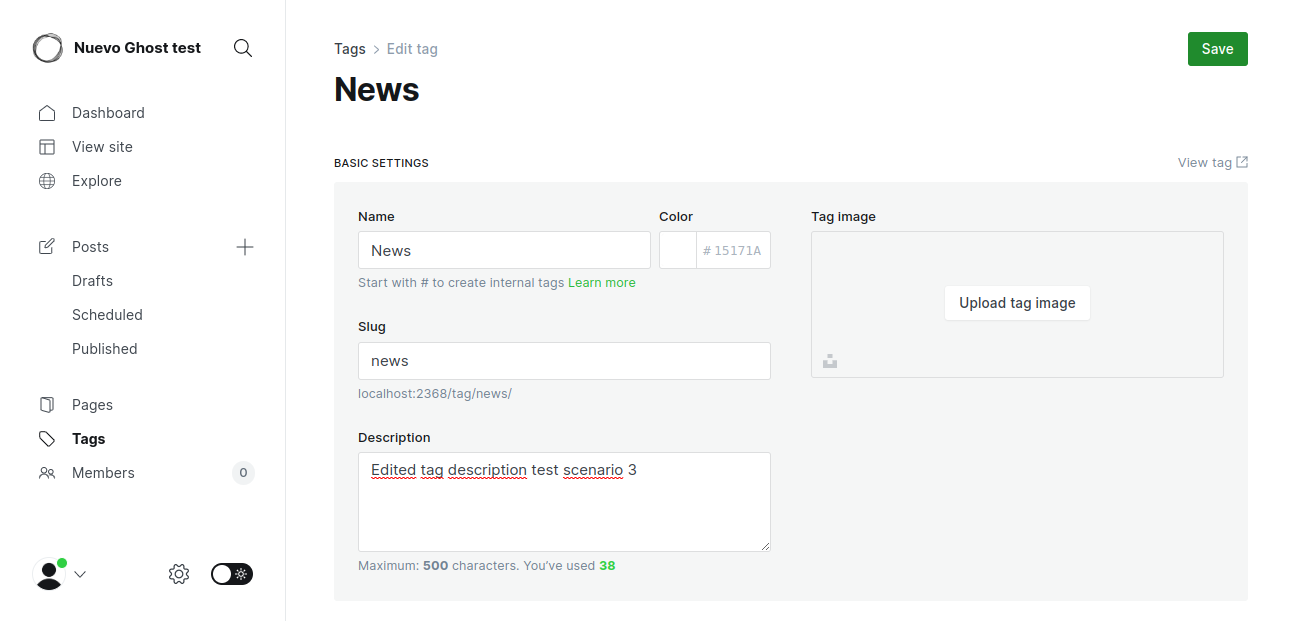 Nuevo Ghost test
Dashboard
View site
Explore
Posts
Drafts
Scheduled
Published
Pages
Tags
Members 0
Tags > Edit tag
Save
News
BASIC SETTINGS
View tag
Name
News
Start with # to create internal tags Learn more
Color
# 15171A
Slug
news
localhost:2368/tag/news/
Description
Edited tag description test scenario 3
Maximum: 500 characters. You've used 38
Tag image
Upload tag image